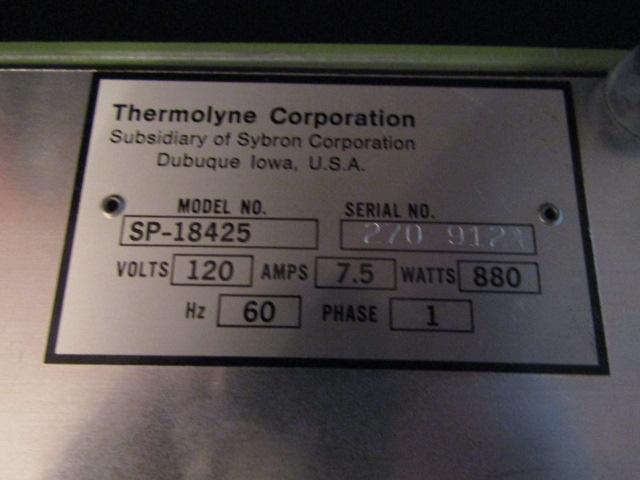 Thermolyne Corporation
Subsidiary of Sybron Corporation
Dubuque Iowa, U.S.A.
MODEL NO. SERIAL NO.
SP-18425 270
VOLTS 120 AMPS 7.5 WATTS 880
Hz 60 PHASE 1